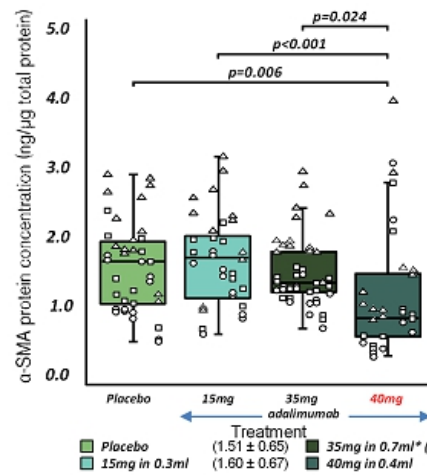 p=0.024
p<0.001
p=0.006
α-SMA protein concentration (ng/μg total protein)
5.0
4.0
3.0
2.0
1.0
0.0
Placebo 15mg 35mg 40mg
adalimumab
Treatment
Placebo (1.51 ± 0.65) 35mg in 0.7ml* (
15mg in 0.3ml (1.60 ± 0.67) 40mg in 0.4ml